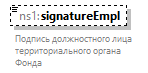 ns1:signatureEmpl
Подпись должностного лица
территориального органа
Фонда